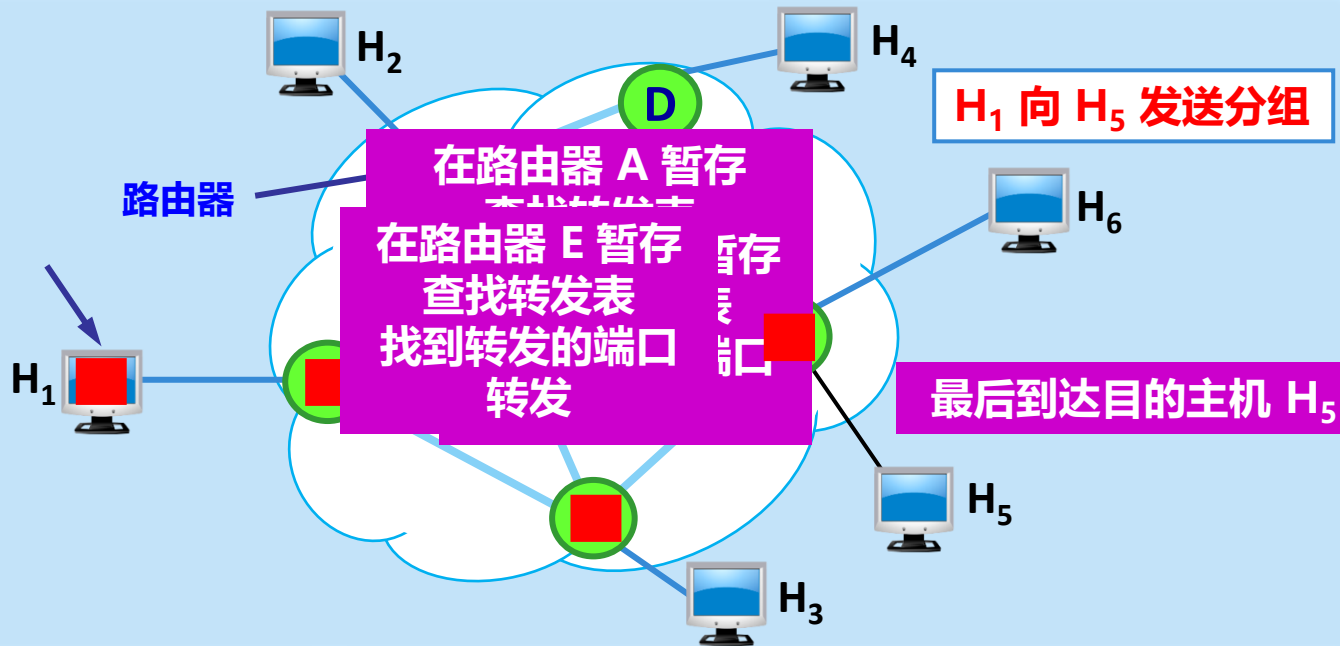 H₂
H₄
D
H₁ 向 H₅ 发送分组
在路由器 A 暂存
路由器
H₆
在路由器 E 暂存
查找转发表
找到转发的端口
转发
暂存
端口
H₁
最后到达目的主机 H₅
H₅
H₃